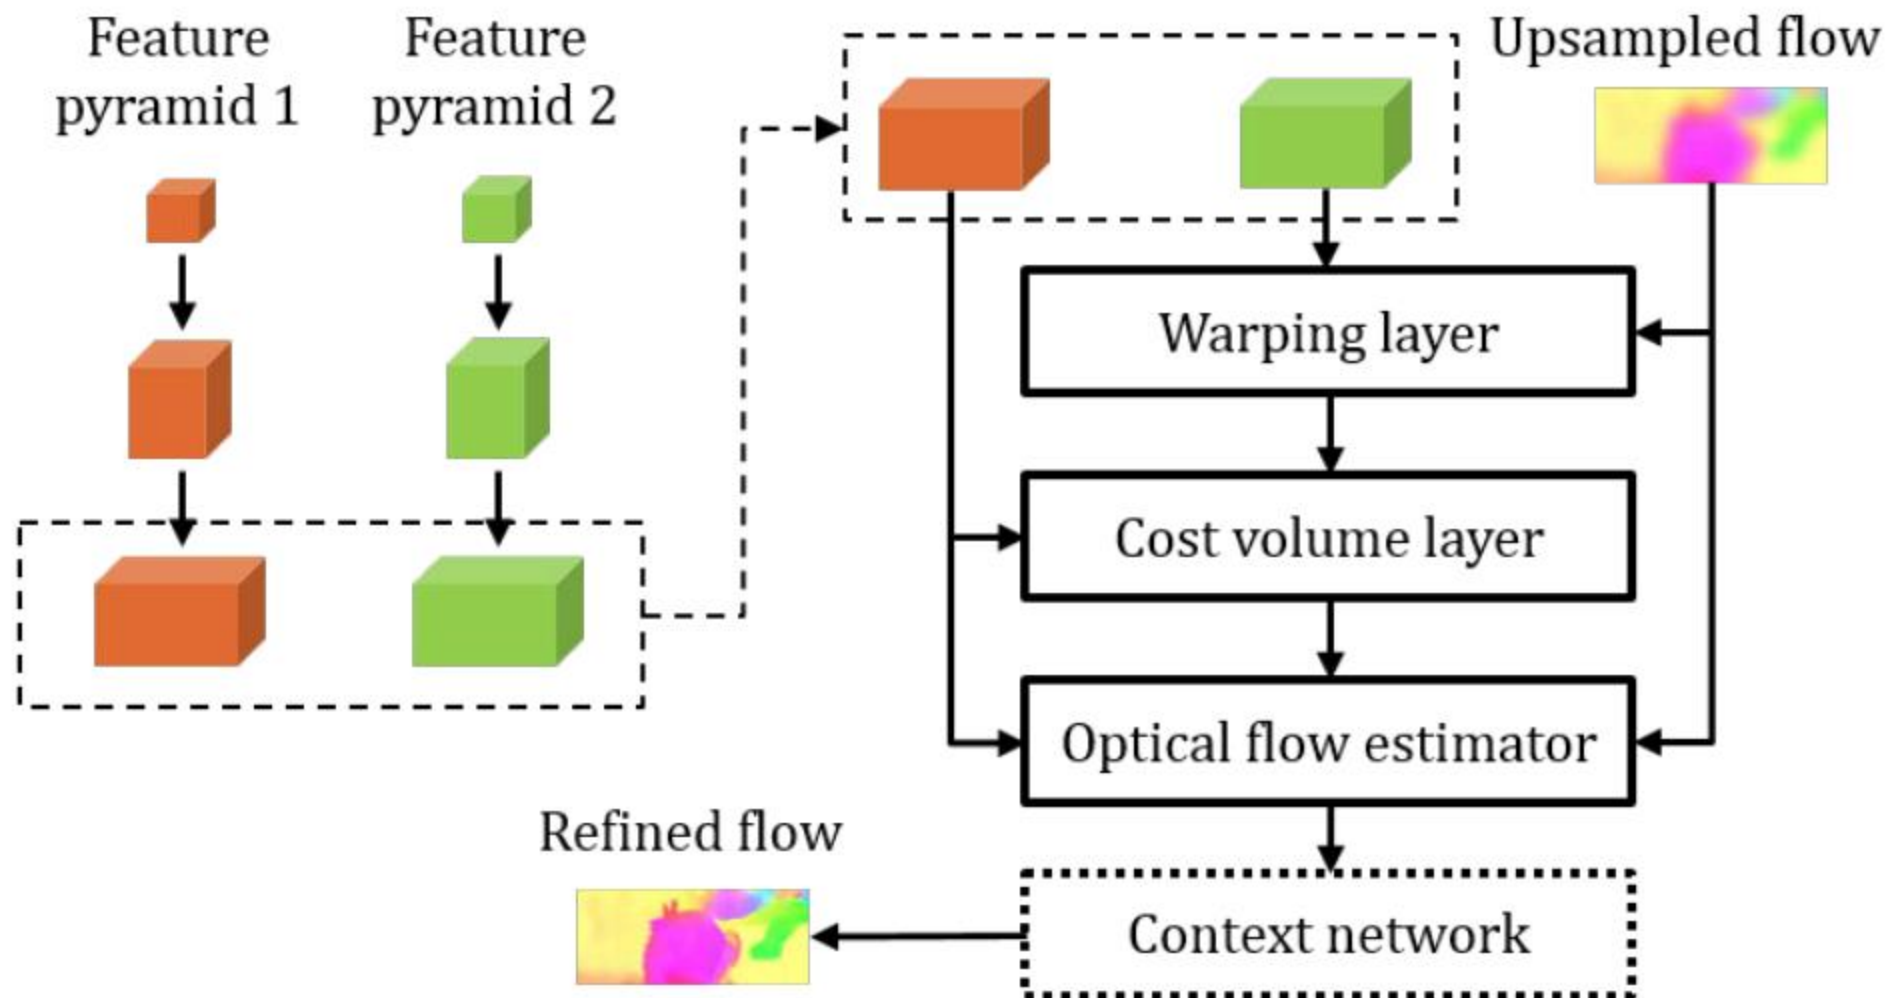 Feature
pyramid 1
Feature
pyramid 2
Upsampled flow
Warping layer
Cost volume layer
Optical flow estimator
Refined flow
Context network